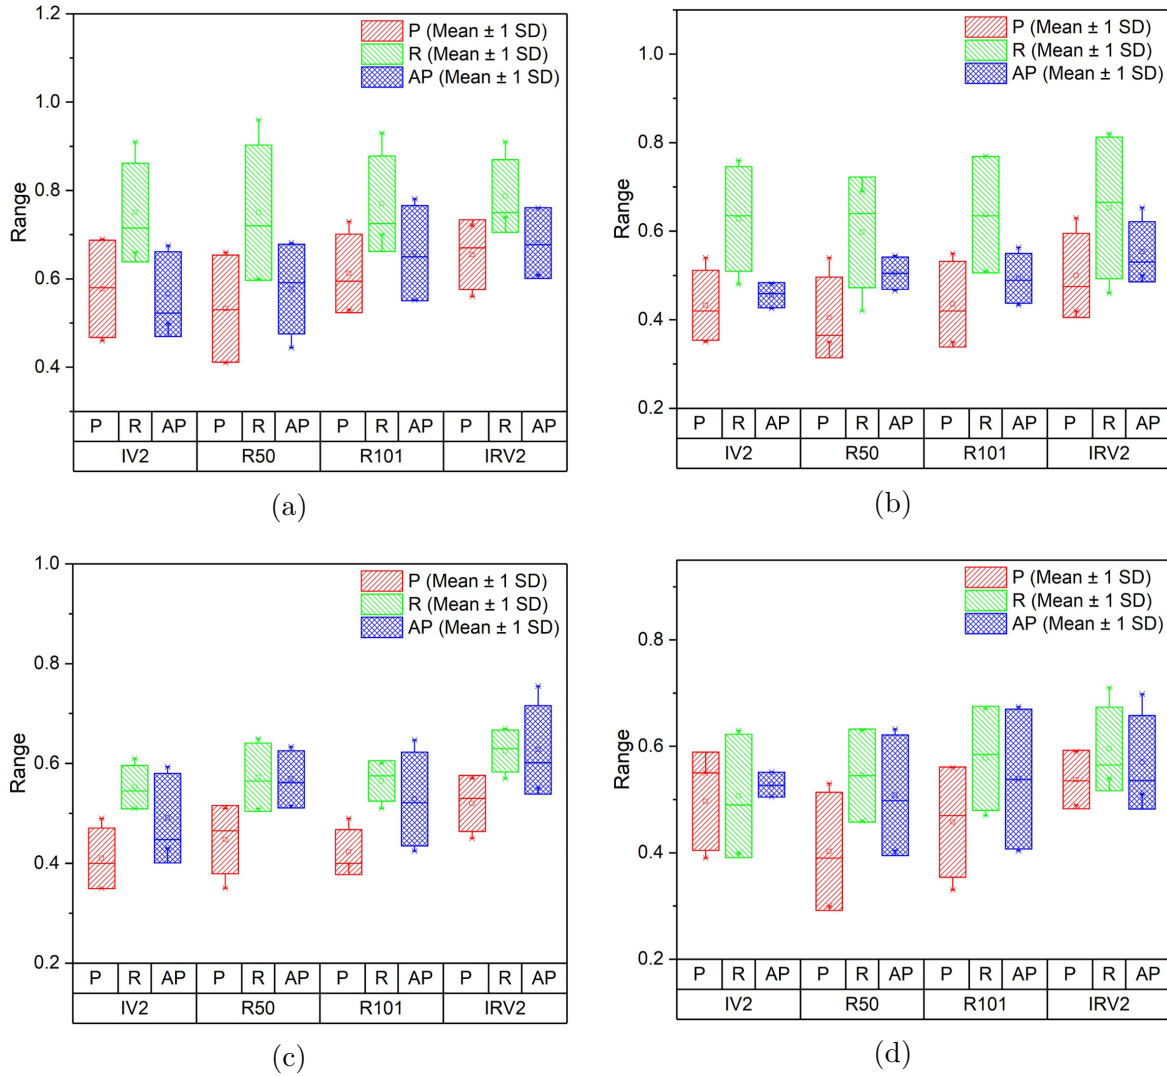 1.2
1.0
0.8
0.6
0.4
Range
P (Mean ± 1 SD)
R (Mean ± 1 SD)
AP (Mean ± 1 SD)
P R AP P R AP P R AP P R AP
IV2 R50 R101 IRV2
(a)
1.0
0.8
0.6
0.4
0.2
Range
P (Mean ± 1 SD)
R (Mean ± 1 SD)
AP (Mean ± 1 SD)
P R AP P R AP P R AP P R AP
IV2 R50 R101 IRV2
(b)
1.0
0.8
0.6
0.4
0.2
Range
P (Mean ± 1 SD)
R (Mean ± 1 SD)
AP (Mean ± 1 SD)
P R AP P R AP P R AP P R AP
IV2 R50 R101 IRV2
(c)
0.8
0.6
0.4
0.2
Range
P (Mean ± 1 SD)
R (Mean ± 1 SD)
AP (Mean ± 1 SD)
P R AP P R AP P R AP P R AP
IV2 R50 R101 IRV2
(d)